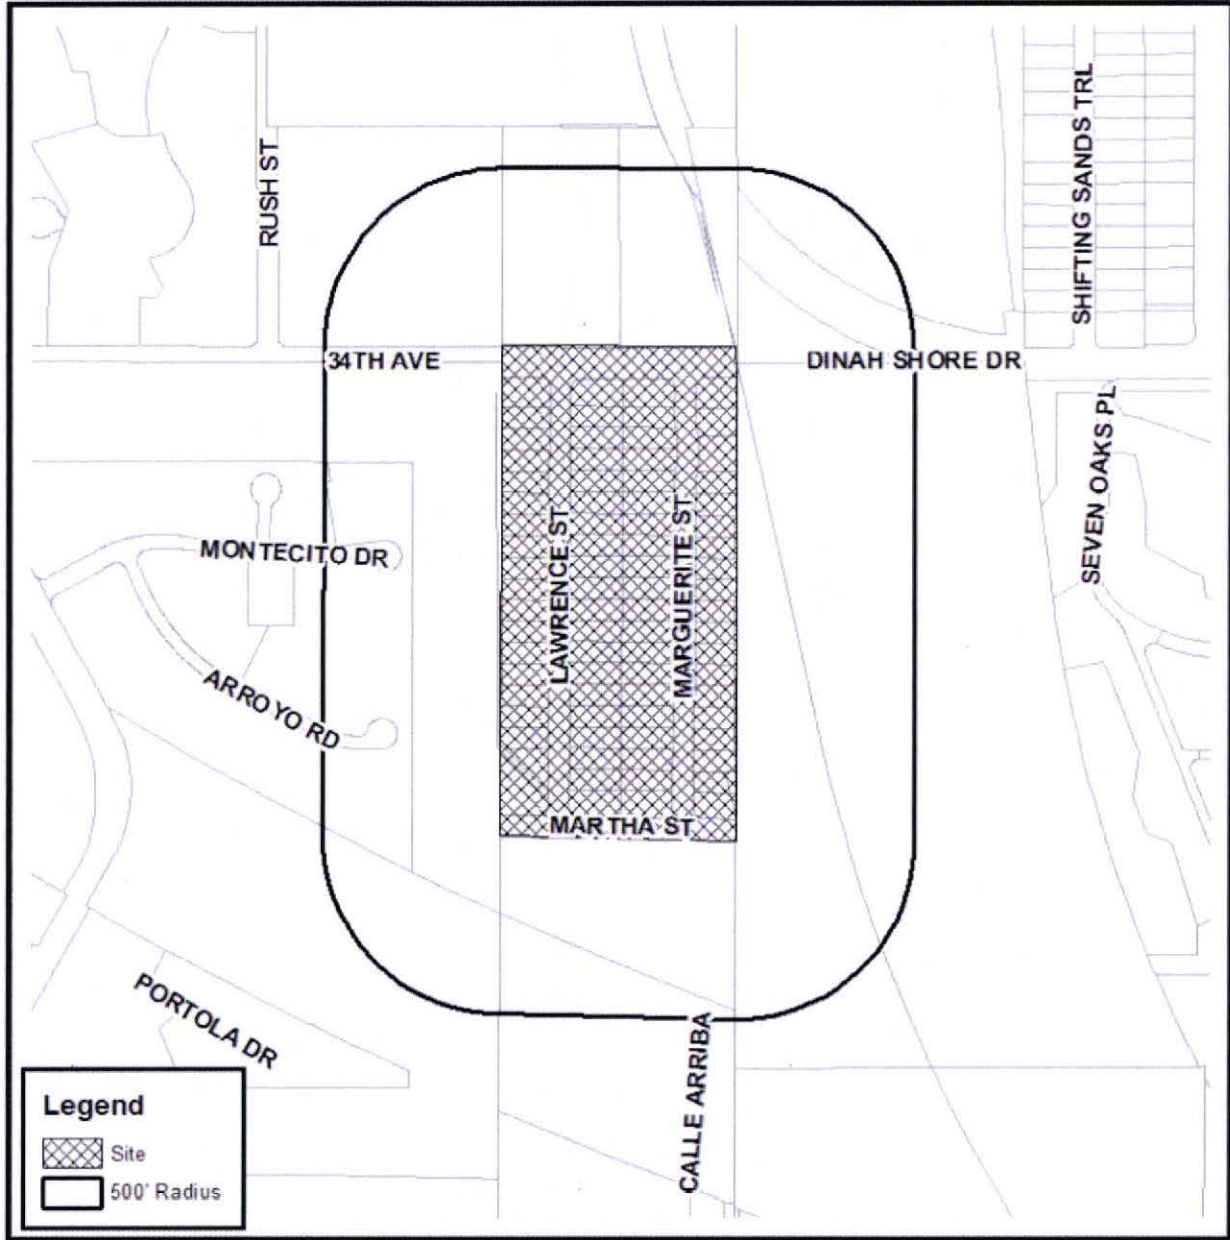 SHIFTING SANDS TRL
RUSH ST
34TH AVE
DINAH SHORE DR
SEVEN OAKS PL
MONTECITO DR
LAWRENCE ST
MARGUERITE ST
ARROYO RD
MARTHA ST
PORTOLA DR
CALLE ARRIBA
Legend
Site
500' Radius